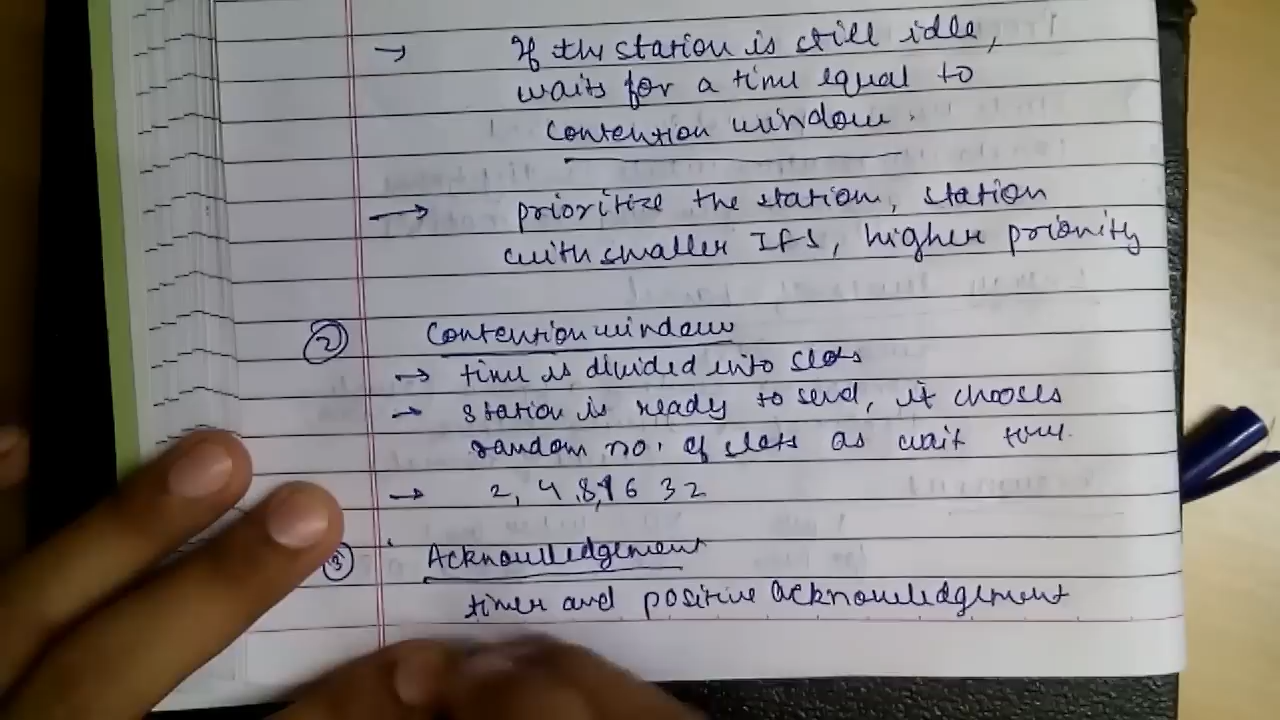 → If the station is still idle,
waits for a time equal to
contention window.
→ prioritize the station, station
with smaller IFS, higher priority
② Contention window
→ time is divided into slots
→ station is ready to send, it chooses
random no. of slots as wait time.
→ 2, 4, 8, 16 32
③ Acknowledgement
timer and positive acknowledgement